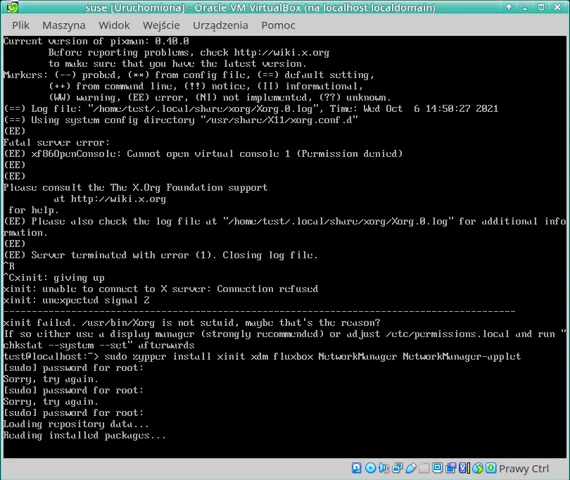 suse [Uruchomiona] - Oracle VM VirtualBox (na localhost.localdomain)
Plik Maszyna Widok Wejście Urządzenia Pomoc
Current version of pixman: 0.40.0
Before reporting problems, check http://wiki.x.org
to make sure that you have the latest version.
Markers: (--) probed, (**) from config file, (==) default setting,
(++) from command line, (!!) notice, (II) informational,
(WW) warning, (EE) error, (NI) not implemented, (??) unknown.
(==) Log file: "/home/test/.local/share/xorg/Xorg.0.log", Time: Wed Oct  6 14:50:27 2021
(==) Using system config directory "/usr/share/X11/xorg.conf.d"
(EE)
Fatal server error:
(EE) xf86OpenConsole: Cannot open virtual console 1 (Permission denied)
(EE)
(EE)
Please consult the The X.Org Foundation support
at http://wiki.x.org
for help.
(EE) Please also check the log file at "/home/test/.local/share/xorg/Xorg.0.log" for additional info
rmation.
(EE)
(EE) Server terminated with error (1). Closing log file.
^R
^Cxinit: giving up
xinit: unable to connect to X server: Connection refused
xinit: unexpected signal 2
--------------------------------------------------------------------------------
xinit failed. /usr/bin/Xorg is not setuid, maybe that's the reason?
If so either use a display manager (strongly recommended) or adjust /etc/permissions.local and run "
chkstat --system --set" afterwards
test@localhost:~> sudo zypper install xinit xdm fluxbox NetworkManager NetworkManager-applet
[sudo] password for root:
Sorry, try again.
[sudo] password for root:
Sorry, try again.
[sudo] password for root:
Loading repository data...
Reading installed packages...
Prawy Ctrl